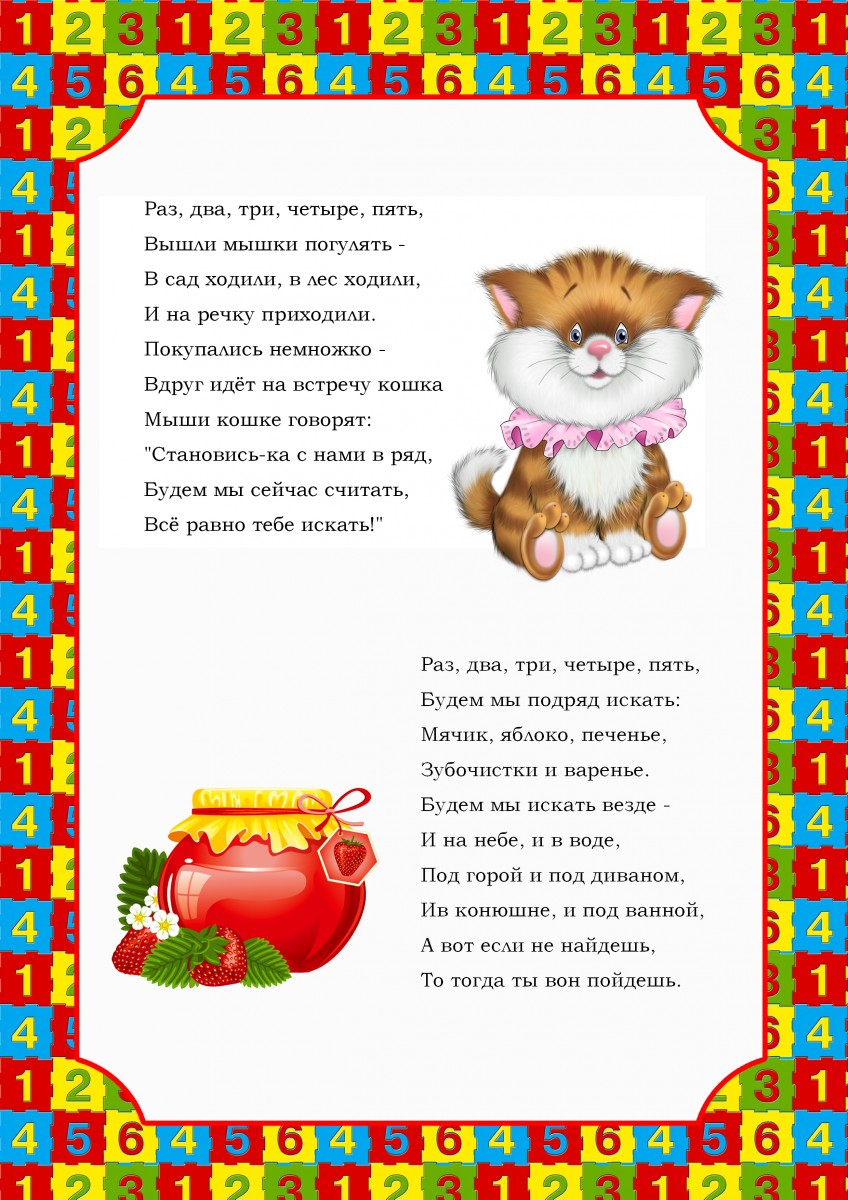 Раз, два, три, четыре, пять,
Вышли мышки погулять -
В сад ходили, в лес ходили,
И на речку приходили.
Покупались немножко -
Вдруг идёт на встречу кошка
Мыши кошке говорят:
"Становись-ка с нами в ряд,
Будем мы сейчас считать,
Всё равно тебе искать!"
Раз, два, три, четыре, пять,
Будем мы подряд искать:
Мячик, яблоко, печенье,
Зубочистки и варенье.
Будем мы искать везде -
И на небе, и в воде,
Под горой и под диваном,
Ив конюшне, и под ванной,
А вот если не найдешь,
То тогда ты вон пойдешь.